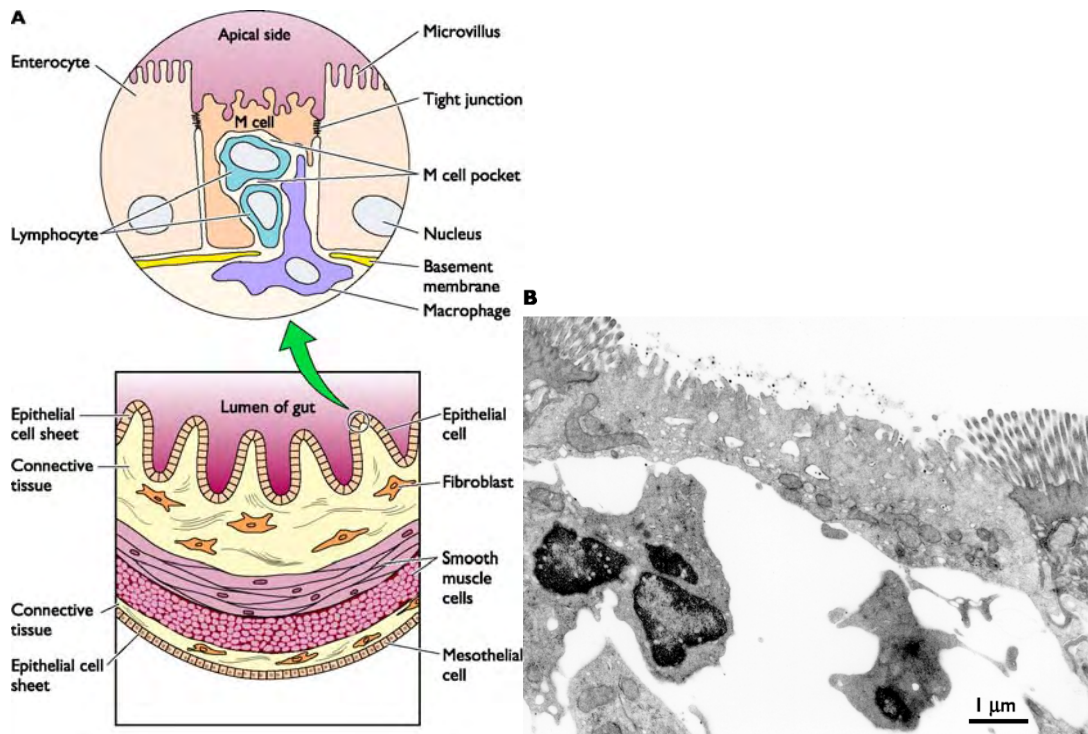 A
Apical side
Microvillus
Enterocyte
Tight junction
M cell
M cell pocket
Lymphocyte
Nucleus
Basement
membrane
Macrophage
Lumen of gut
Epithelial
cell sheet
Epithelial
cell
Connective
tissue
Fibroblast
Smooth
muscle
cells
Connective
tissue
Epithelial cell
sheet
Mesothelial
cell
B
1 μm